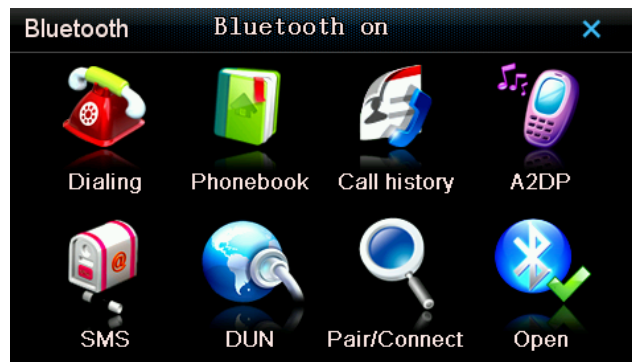 Bluetooth Bluetooth on
Dialing Phonebook Call history A2DP
@
SMS DUN Pair/Connect Open